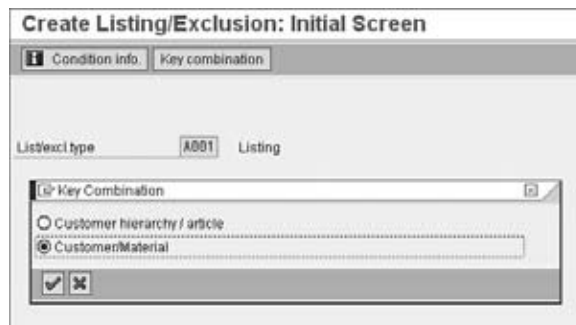 Create Listing/Exclusion: Initial Screen
Condition info. Key combination
List/excl.type A001 Listing
Key Combination
Customer hierarchy / article
Customer/Material